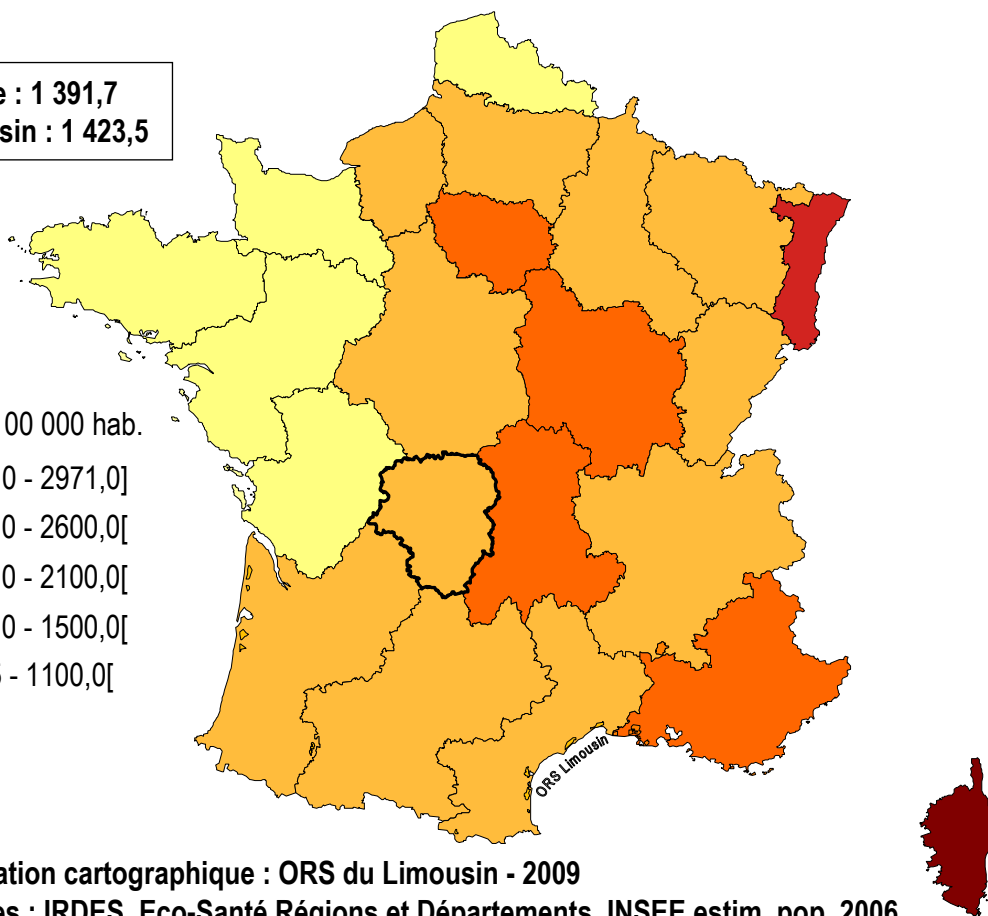 e : 1 391,7
sin : 1 423,5
00 000 hab.
0 - 2971,0]
0 - 2600,0[
0 - 2100,0[
0 - 1500,0[
- 1100,0[
ORS Limousin
ation cartographique : ORS du Limousin - 2009
es : IRDES, Eco-Santé Régions et Départements, INSEE estim. pop. 2006